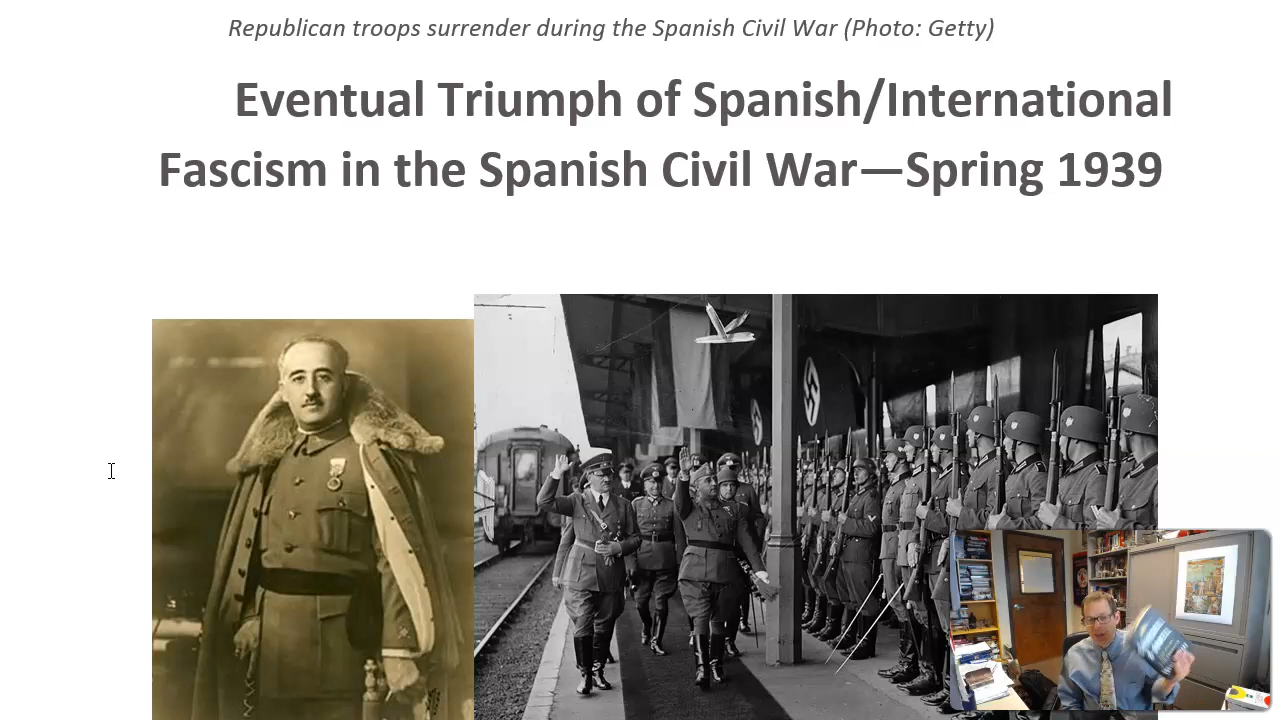 Republican troops surrender during the Spanish Civil War (Photo: Getty)
Eventual Triumph of Spanish/International
Fascism in the Spanish Civil War—Spring 1939